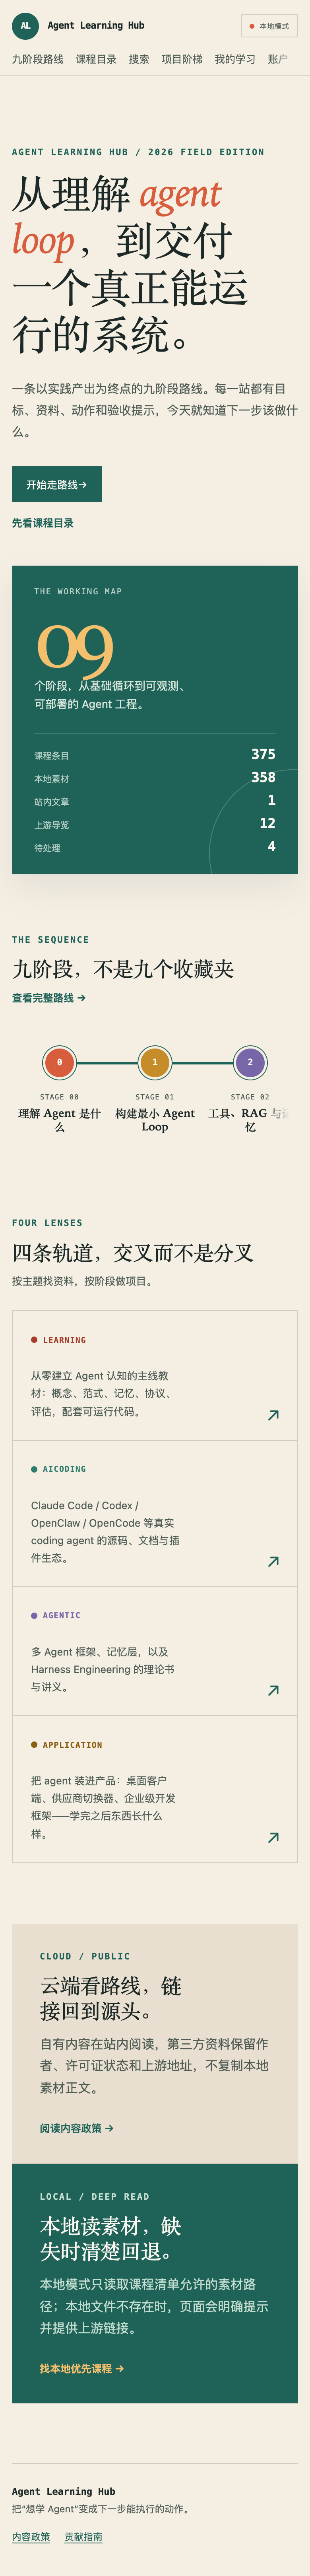 AL Agent Learning Hub 本地模式
九阶段路线 课程目录 搜索 项目阶梯 我的学习 账户
AGENT LEARNING HUB / 2026 FIELD EDITION
从理解 agent
loop，到交付
一个真正能运
行的系统。
一条以实践产出为终点的九阶段路线。每一站都有目
标、资料、动作和验收提示，今天就知道下一步该做什
么。
开始走路线→
先看课程目录
THE WORKING MAP
09
个阶段，从基础循环到可观测、
可部署的 Agent 工程。
课程条目 375
本地素材 358
站内文章 1
上游导览 12
待处理 4
THE SEQUENCE
九阶段，不是九个收藏夹
查看完整路线 →
0 1 2
STAGE 00 STAGE 01 STAGE 02
理解 Agent 是什 构建最小 Agent 工具、RAG 与
么 Loop 忆
FOUR LENSES
四条轨道，交叉而不是分叉
按主题找资料，按阶段做项目。
LEARNING
从零建立 Agent 认知的主线教
材：概念、范式、记忆、协议、
评估，配套可运行代码。
AICODING
Claude Code / Codex /
OpenClaw / OpenCode 等真实
coding agent 的源码、文档与插
件生态。
AGENTIC
多 Agent 框架、记忆层，以及
Harness Engineering 的理论书
与讲义。
APPLICATION
把 agent 装进产品：桌面客户
端、供应商切换器、企业级开发
框架——学完之后东西长什么
样。
CLOUD / PUBLIC
云端看路线，链
接回到源头。
自有内容在站内阅读，第三方资料保留作
者、许可证状态和上游地址，不复制本地
素材正文。
阅读内容政策 →
LOCAL / DEEP READ
本地读素材，缺
失时清楚回退。
本地模式只读取课程清单允许的素材路
径；本地文件不存在时，页面会明确提示
并提供上游链接。
找本地优先课程 →
Agent Learning Hub
把“想学 Agent”变成下一步能执行的动作。
内容政策 贡献指南